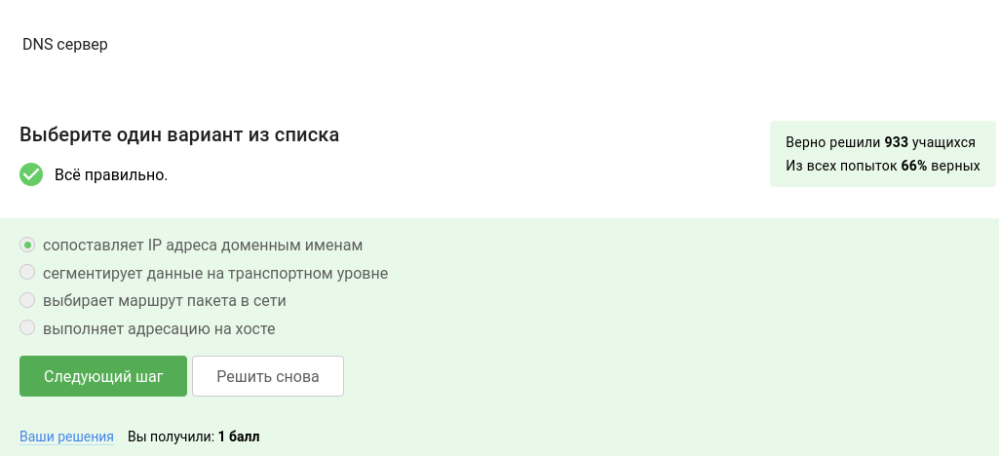 DNS сервер
Выберите один вариант из списка
Верно решили 933 учащихся
Из всех попыток 66% верных
Всё правильно.
сопоставляет IP адреса доменным именам
сегментирует данные на транспортном уровне
выбирает маршрут пакета в сети
выполняет адресацию на хосте
Следующий шаг
Решить снова
Ваши решения Вы получили: 1 балл